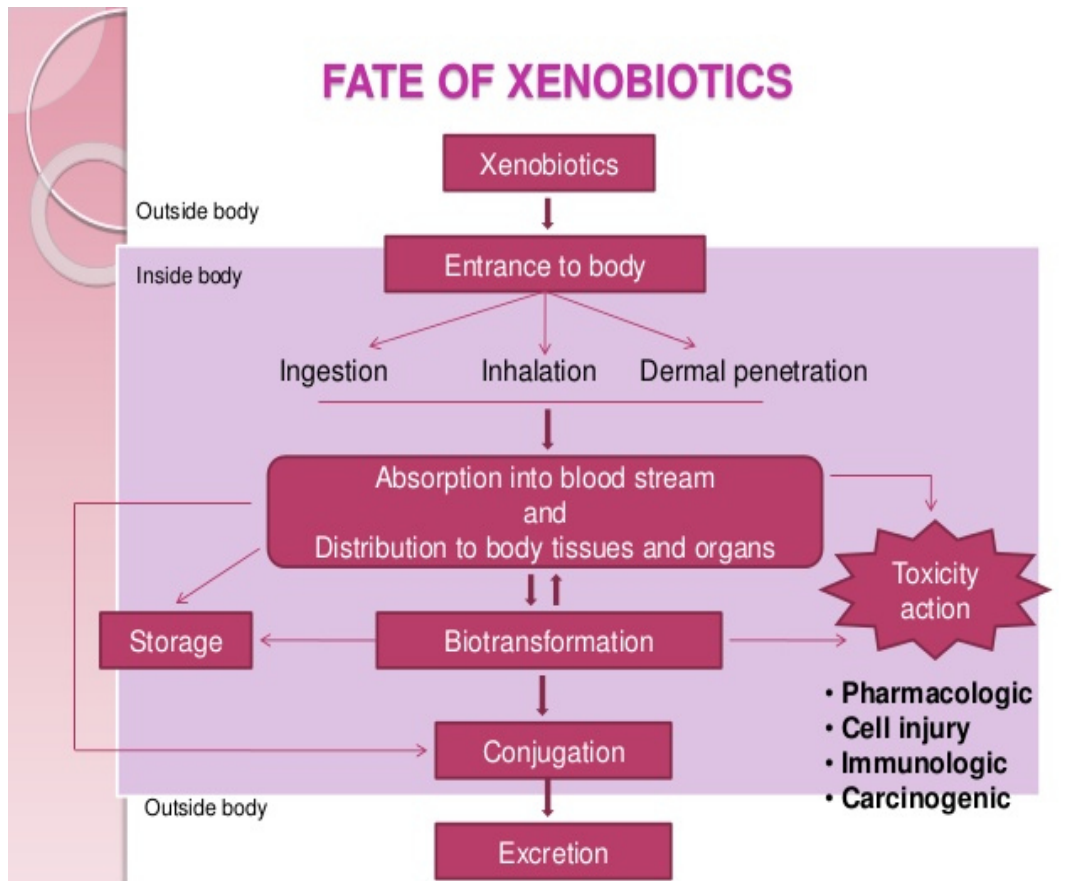 FATE OF XENOBIOTICS
Xenobiotics
Outside body
Entrance to body
Inside body
Ingestion
Inhalation
Dermal penetration
Absorption into blood stream
and
Distribution to body tissues and organs
Toxicity
action
Storage
Biotransformation
• Pharmacologic
• Cell injury
• Immunologic
• Carcinogenic
Conjugation
Outside body
Excretion